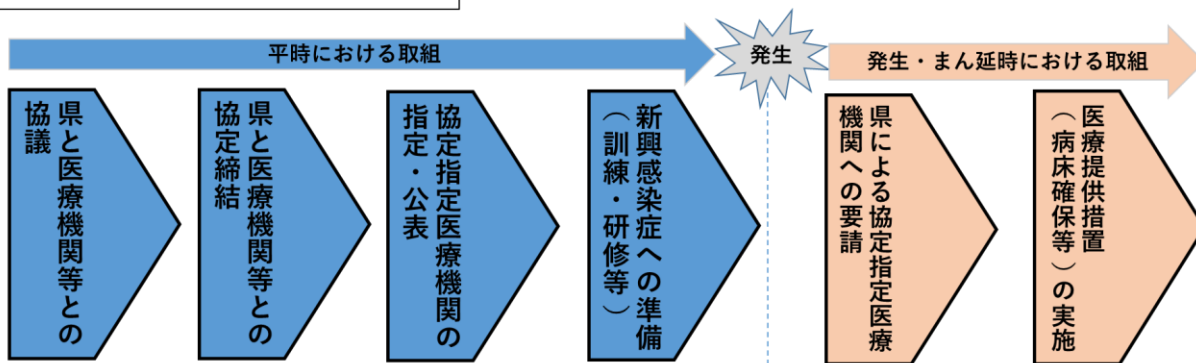 平時における取組
発生
発生・まん延時における取組
県と医療機関等との
協議
県と医療機関等との
協定締結
協定指定医療機関の
指定・公表
新興感染症への準備
（訓練・研修等）
県による協定指定医療
機関への要請
医療提供措置
（病床確保等）の実施